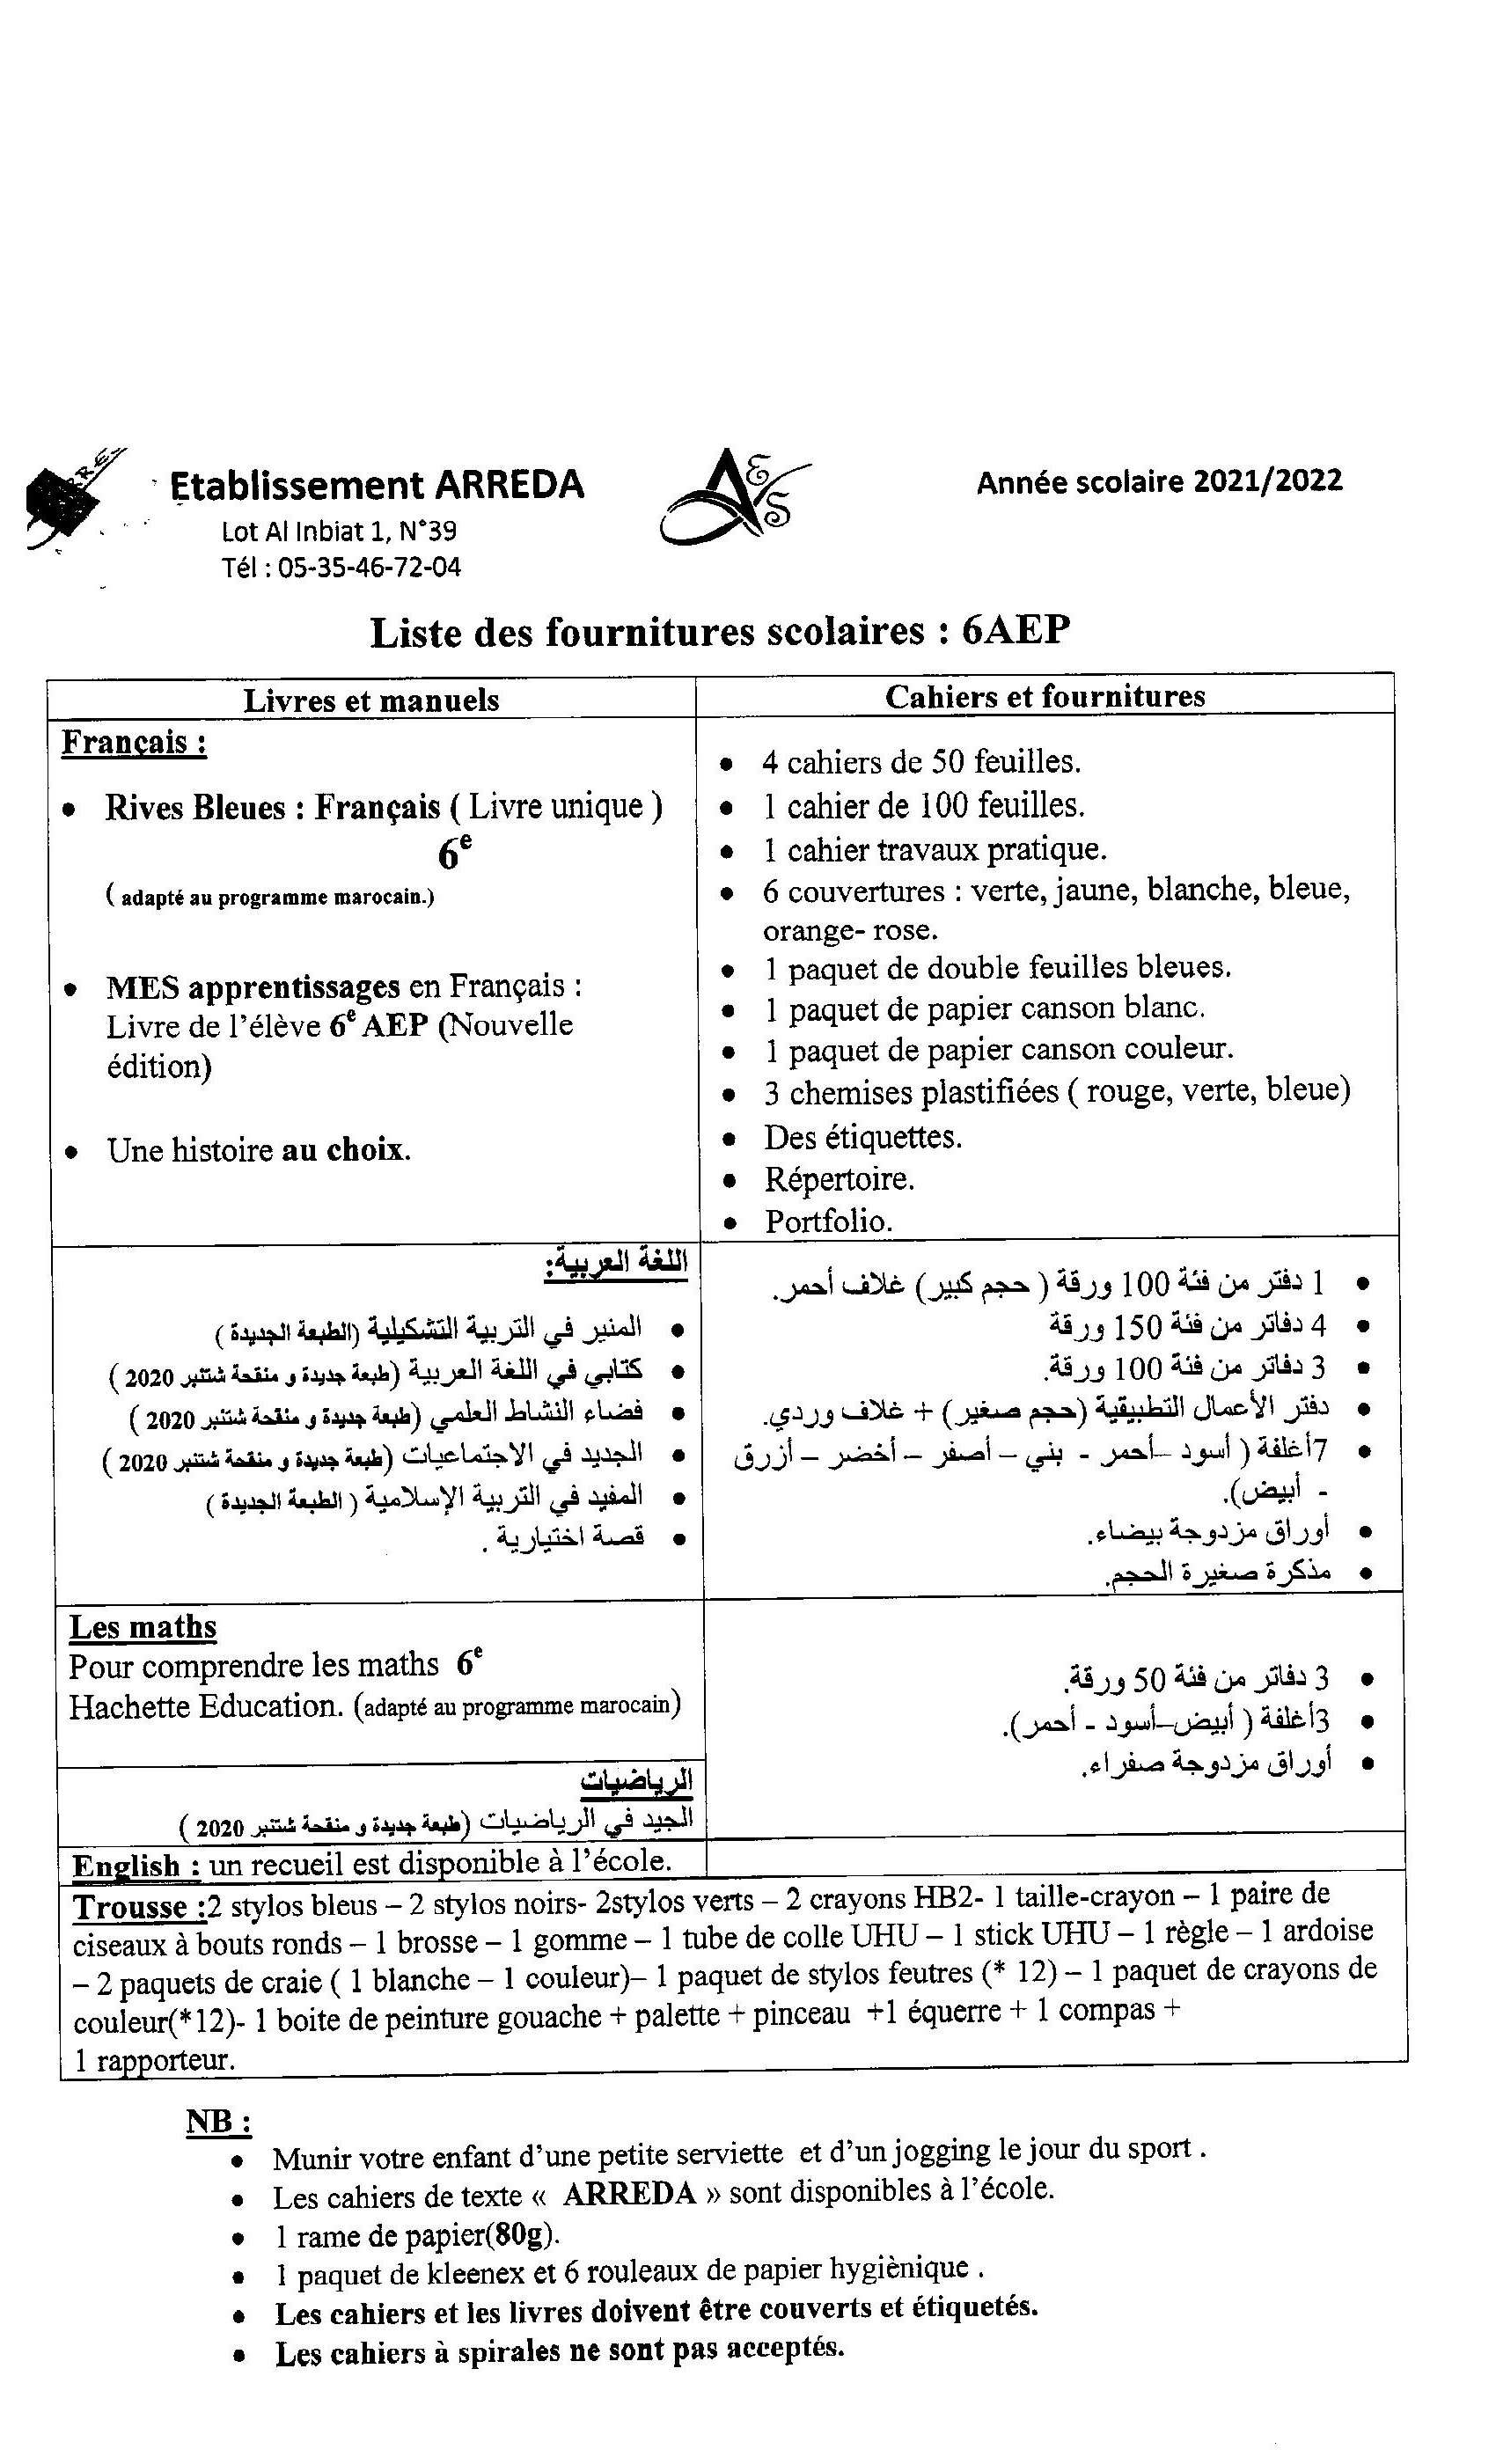 Etablissement ARREDA
Lot Al Inbiat 1, N°39
Tél : 05-35-46-72-04
AES
Année scolaire 2021/2022
Liste des fournitures scolaires : 6AEP
Livres et manuels
Cahiers et fournitures
Français :
• Rives Bleues : Français ( Livre unique )
6e
( adapté au programme marocain.)
• MES apprentissages en Français :
Livre de l'élève 6e AEP (Nouvelle
édition)
• Une histoire au choix.
• 4 cahiers de 50 feuilles.
• 1 cahier de 100 feuilles.
• 1 cahier travaux pratique.
• 6 couvertures : verte, jaune, blanche, bleue,
orange- rose.
• 1 paquet de double feuilles bleues.
• 1 paquet de papier canson blanc.
• 1 paquet de papier canson couleur.
• 3 chemises plastifiées ( rouge, verte, bleue)
• Des étiquettes.
• Répertoire.
• Portfolio.
اللغة العربية:
• المنير في التربية التشكيلية (الطبعة الجديدة )
• كتابي في اللغة العربية (طبعة جديدة و منقحة شتنبر 2020 )
• فضاء النشاط العلمي (طبعة جديدة و منقحة شتنبر 2020 )
• الجديد في الاجتماعيات (طبعة جديدة و منقحة شتنبر 2020 )
• المفيد في التربية الإسلامية ( الطبعة الجديدة )
• قصة اختيارية .
• 1 دفتر من فئة 100 ورقة ( حجم كبير) غلاف أحمر.
• 4 دفاتر من فئة 150 ورقة
• 3 دفاتر من فئة 100 ورقة.
• دفتر الأعمال التطبيقية (حجم صغير) + غلاف وردي.
• 7أغلفة ( أسود –أحمر - بني – أصفر – أخضر – أزرق
- أبيض).
• أوراق مزدوجة بيضاء.
• مذكرة صغيرة الحجم.
Les maths
Pour comprendre les maths 6e
Hachette Education. (adapté au programme marocain)
• 3 دفاتر من فئة 50 ورقة.
• 3أغلفة ( أبيض–أسود - أحمر).
• أوراق مزدوجة صفراء.
الرياضيات
الجيد في الرياضيات (طبعة جديدة و منقحة شتنبر 2020 )
English : un recueil est disponible à l'école.
Trousse :2 stylos bleus – 2 stylos noirs- 2stylos verts – 2 crayons HB2- 1 taille-crayon – 1 paire de
ciseaux à bouts ronds – 1 brosse – 1 gomme – 1 tube de colle UHU – 1 stick UHU – 1 règle – 1 ardoise
– 2 paquets de craie ( 1 blanche – 1 couleur)– 1 paquet de stylos feutres (* 12) – 1 paquet de crayons de
couleur(*12)- 1 boite de peinture gouache + palette + pinceau +1 équerre + 1 compas +
1 rapporteur.
NB :
• Munir votre enfant d'une petite serviette et d'un jogging le jour du sport .
• Les cahiers de texte « ARREDA » sont disponibles à l'école.
• 1 rame de papier(80g).
• 1 paquet de kleenex et 6 rouleaux de papier hygiènique .
• Les cahiers et les livres doivent être couverts et étiquetés.
• Les cahiers à spirales ne sont pas acceptés.